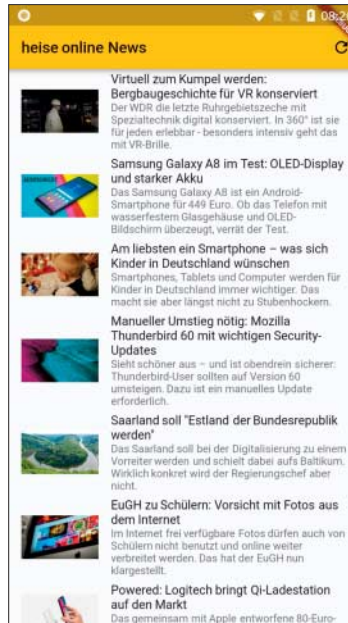 08:2
heise online News
Virtuell zum Kumpel werden:
Bergbaugeschichte für VR konserviert
Der WDR die letzte Ruhrgebietszeche mit
Spezialtechnik digital konserviert. In 360° ist sie
für jeden erlebbar - besonders intensiv geht das
mit VR-Brille.
Samsung Galaxy A8 im Test: OLED-Display
und starker Akku
Das Samsung Galaxy A8 ist ein Android-
Smartphone für 449 Euro. Ob das Telefon mit
wasserfestem Glasgehäuse und OLED-
Bildschirm überzeugt, verrät der Test.
Am liebsten ein Smartphone – was sich
Kinder in Deutschland wünschen
Smartphones, Tablets und Computer werden für
Kinder in Deutschland immer wichtiger. Das
macht sie aber längst nicht zu Stubenhockern.
Manueller Umstieg nötig: Mozilla
Thunderbird 60 mit wichtigen Security-
Updates
Sieht schöner aus – und ist obendrein sicherer:
Thunderbird-User sollten auf Version 60
umsteigen. Dazu ist ein manuelles Update
erforderlich.
Saarland soll "Estland der Bundesrepublik
werden"
Das Saarland soll bei der Digitalisierung zu einem
Vorreiter werden und schielt dabei aufs Baltikum.
Wirklich konkret wird der Regierungschef aber
nicht.
EuGH zu Schülern: Vorsicht mit Fotos aus
dem Internet
Im Internet frei verfügbare Fotos dürfen auch von
Schülern nicht benutzt und online weiter
verbreitet werden. Das hat der EuGH nun
klargestellt.
Powered: Logitech bringt Qi-Ladestation
auf den Markt
Das gemeinsam mit Apple entworfene 80-Euro-